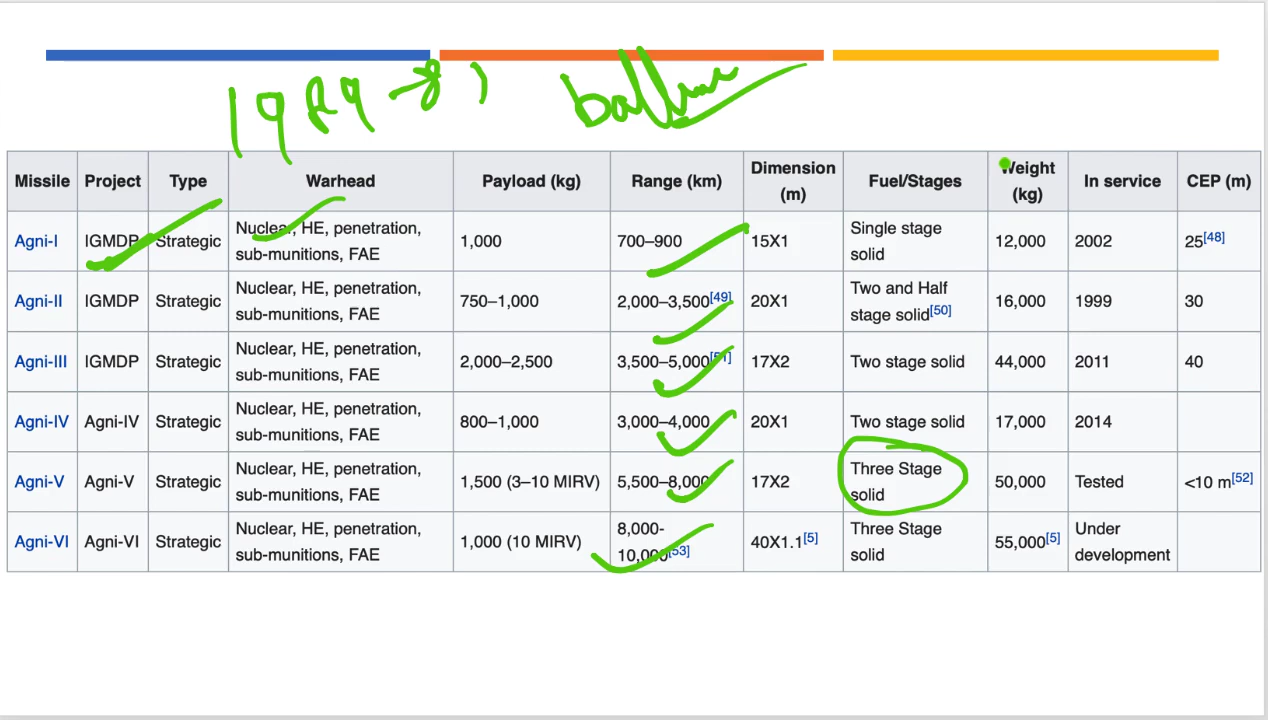 1989 →
Missile Project Type Warhead Payload (kg) Range (km) Dimension (m) Fuel/Stages Weight (kg) In service CEP (m)
Agni-I IGMDP Strategic Nuclear, HE, penetration, sub-munitions, FAE 1,000 700–900 15X1 Single stage solid 12,000 2002 25[48]
Agni-II IGMDP Strategic Nuclear, HE, penetration, sub-munitions, FAE 750–1,000 2,000–3,500[49] 20X1 Two and Half stage solid[50] 16,000 1999 30
Agni-III IGMDP Strategic Nuclear, HE, penetration, sub-munitions, FAE 2,000–2,500 3,500–5,000[51] 17X2 Two stage solid 44,000 2011 40
Agni-IV Agni-IV Strategic Nuclear, HE, penetration, sub-munitions, FAE 800–1,000 3,000–4,000 20X1 Two stage solid 17,000 2014
Agni-V Agni-V Strategic Nuclear, HE, penetration, sub-munitions, FAE 1,500 (3–10 MIRV) 5,500–8,000 17X2 Three Stage solid 50,000 Tested <10 m[52]
Agni-VI Agni-VI Strategic Nuclear, HE, penetration, sub-munitions, FAE 1,000 (10 MIRV) 8,000-10,000[53] 40X1.1[5] Three Stage solid 55,000[5] Under development